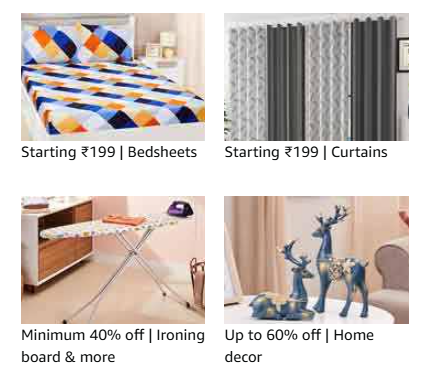 Starting ₹199 | Bedsheets
Starting ₹199 | Curtains
Minimum 40% off | Ironing
board & more
Up to 60% off | Home
decor